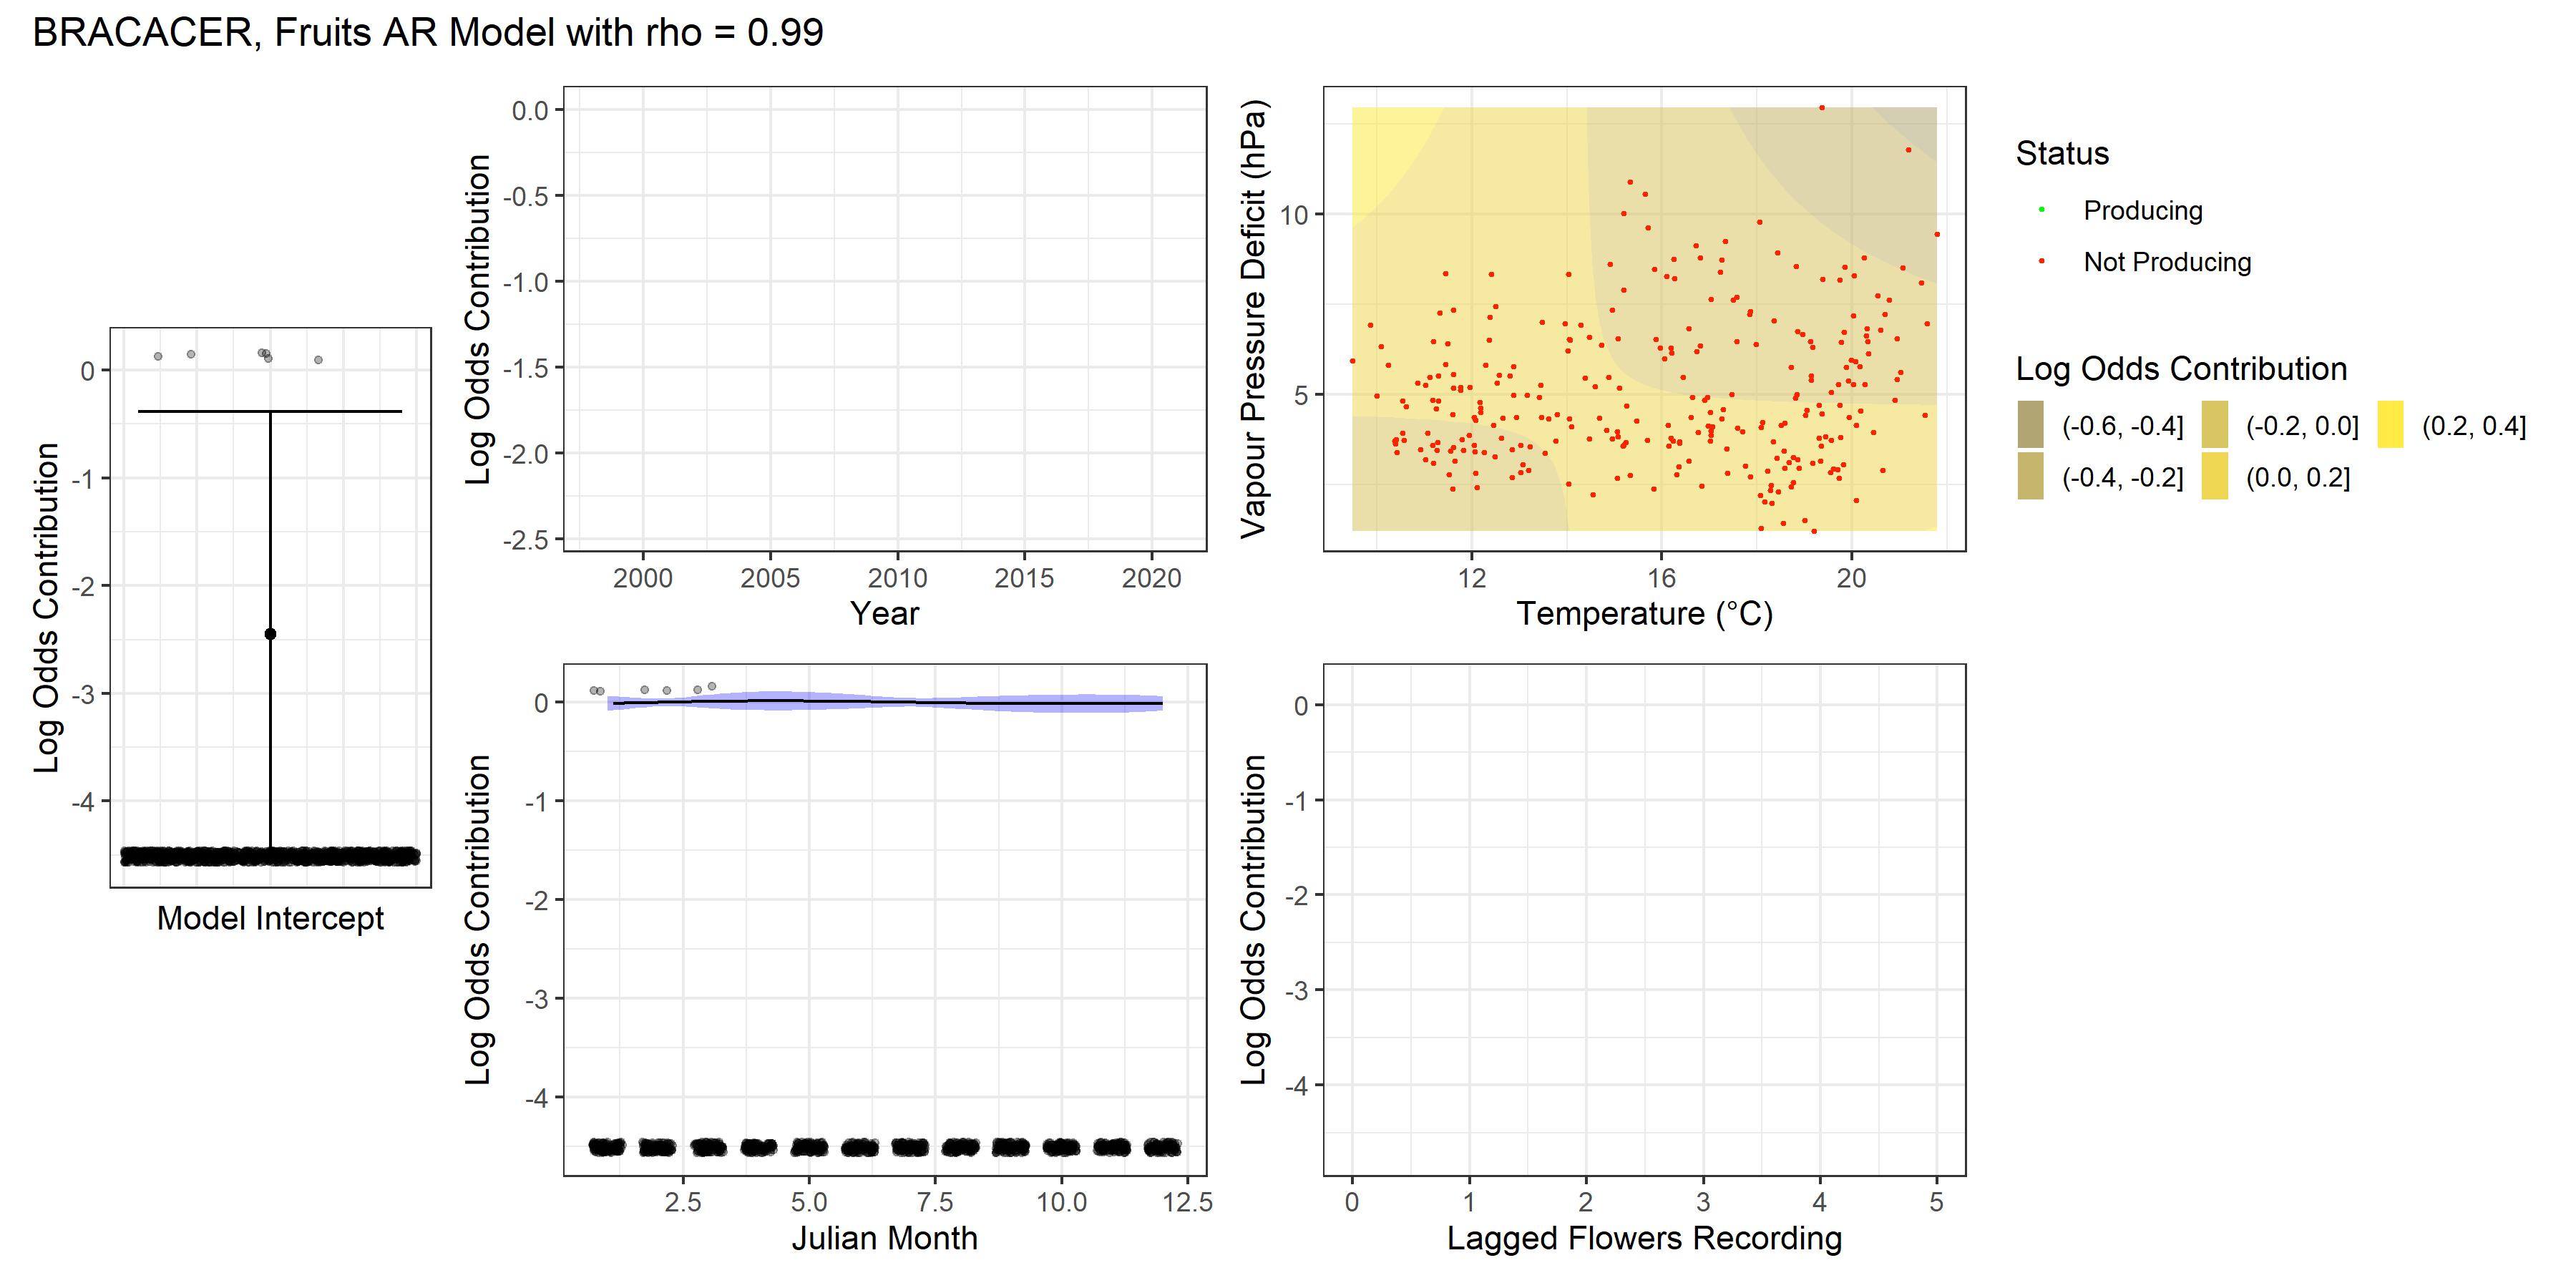 BRACACER, Fruits AR Model with rho = 0.99
Log Odds Contribution
0
-1
-2
-3
-4
Model Intercept
Log Odds Contribution
0.0
-0.5
-1.0
-1.5
-2.0
-2.5
2000 2005 2010 2015 2020
Year
Vapour Pressure Deficit (hPa)
10
5
12 16 20
Temperature (°C)
Status
Producing
Not Producing
Log Odds Contribution
(-0.6, -0.4] (-0.2, 0.0] (0.2, 0.4]
(-0.4, -0.2] (0.0, 0.2]
Log Odds Contribution
0
-1
-2
-3
-4
2.5 5.0 7.5 10.0 12.5
Julian Month
Log Odds Contribution
0
-1
-2
-3
-4
0 1 2 3 4 5
Lagged Flowers Recording